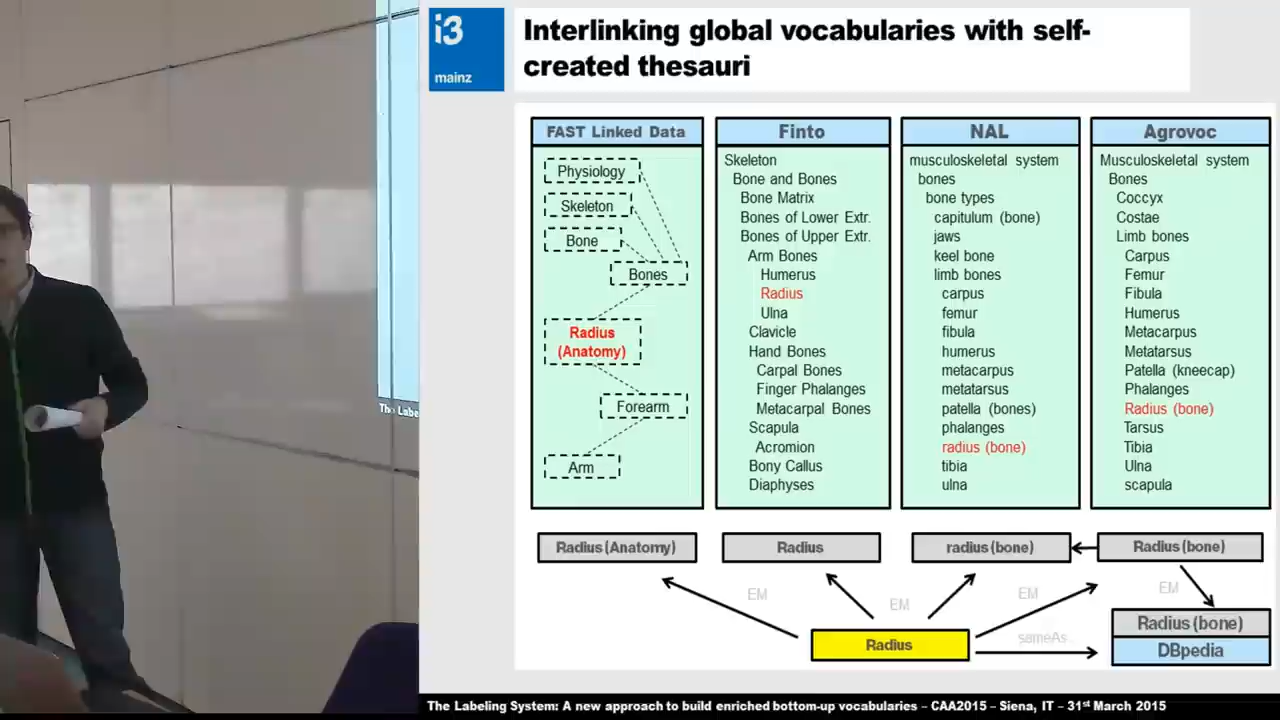 i3
mainz
Interlinking global vocabularies with self-
created thesauri
FAST Linked Data
Physiology
Skeleton
Bone
Bones
Radius
(Anatomy)
Forearm
Arm
Finto
Skeleton
Bone and Bones
Bone Matrix
Bones of Lower Extr.
Bones of Upper Extr.
Arm Bones
Humerus
Radius
Ulna
Clavicle
Hand Bones
Carpal Bones
Finger Phalanges
Metacarpal Bones
Scapula
Acromion
Bony Callus
Diaphyses
NAL
musculoskeletal system
bones
bone types
capitulum (bone)
jaws
keel bone
limb bones
carpus
femur
fibula
humerus
metacarpus
metatarsus
patella (bones)
phalanges
radius (bone)
tibia
ulna
Agrovoc
Musculoskeletal system
Bones
Coccyx
Costae
Limb bones
Carpus
Femur
Fibula
Humerus
Metacarpus
Metatarsus
Patella (kneecap)
Phalanges
Radius (bone)
Tarsus
Tibia
Ulna
scapula
Radius (Anatomy)
Radius
radius (bone)
Radius (bone)
EM
EM
EM
EM
sameAs
Radius
Radius (bone)
DBpedia
The Labe
The Labeling System: A new approach to build enriched bottom-up vocabularies – CAA2015 – Siena, IT – 31st March 2015